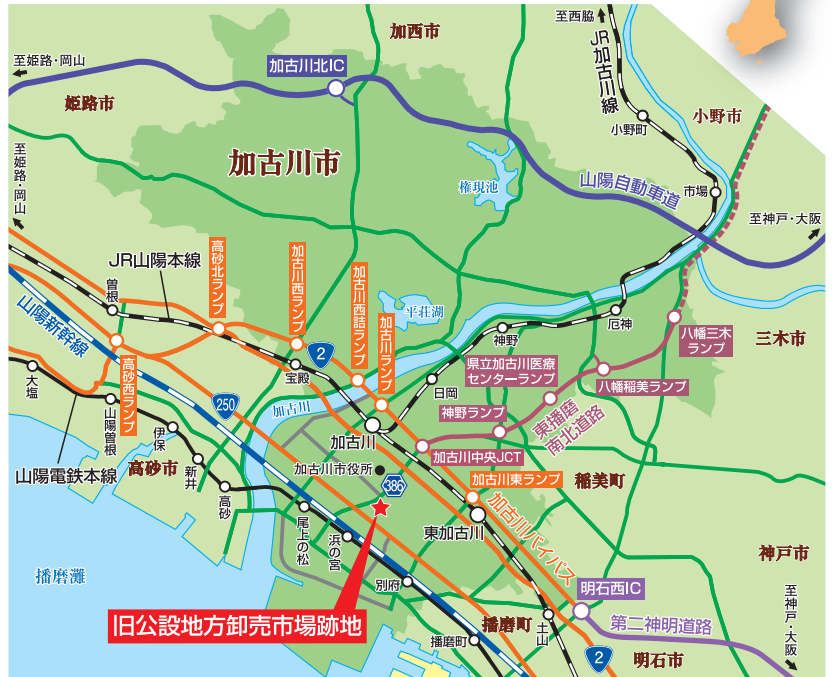 至西脇
加西市
至姫路・岡山
加古川北IC
JR加古川線
姫路市
小野市
小野町
加古川市
至姫路・岡山
権現池
山陽自動車道
市場
至神戸・大阪
JR山陽本線
高砂北ランプ
加古川西ランプ
加古川西詰ランプ
加古川ランプ
曽根
山陽新幹線
平荘湖
厄神
神野
八幡三木
ランプ
三木市
2
宝殿
県立加古川医療
センターランプ
八幡稲美ランプ
大塩
高砂西ランプ
日岡
250
加古川
神野ランプ
東播磨
南北道路
山陽曽根
伊保
加古川
加古川中央JCT
山陽電鉄本線
高砂市
新井
加古川市役所
386
加古川東ランプ
稲美町
高砂
尾上の松
加古川バイパス
東加古川
浜の宮
神戸市
播磨灘
別府
明石西IC
至神戸・大阪
旧公設地方卸売市場跡地
播磨町
播磨町
土山
第二神明道路
2
明石市